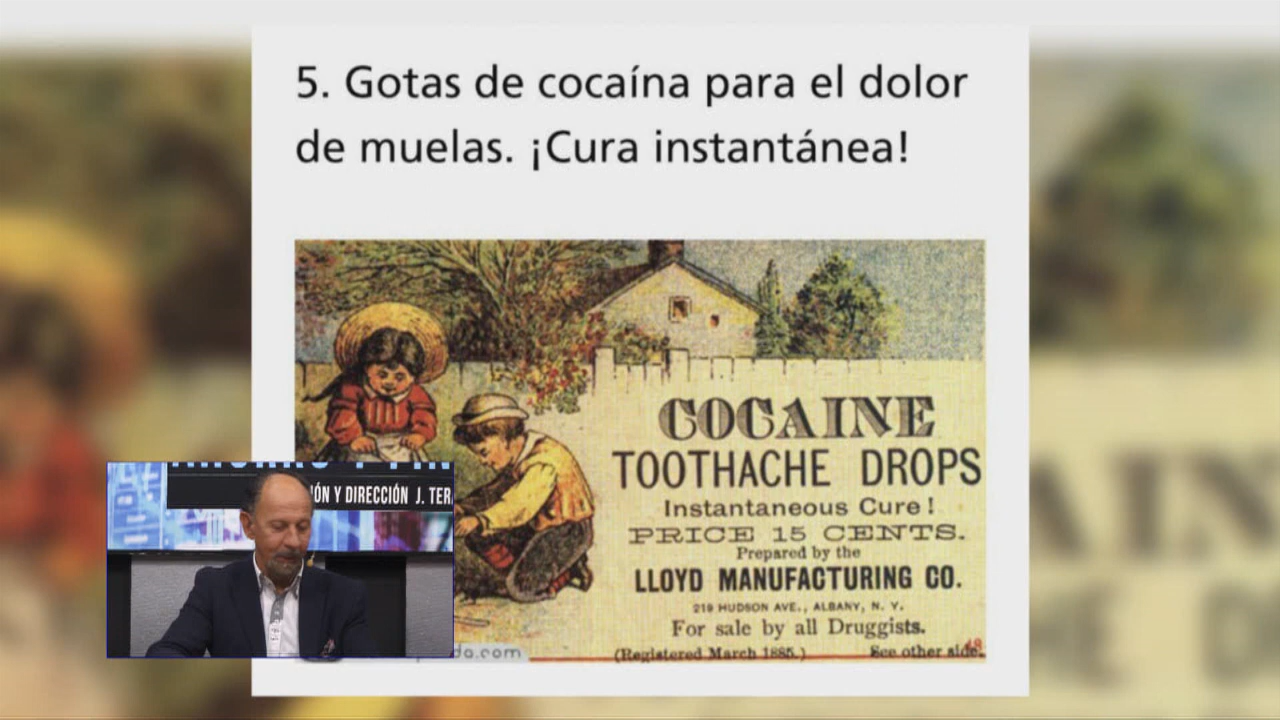 5. Gotas de cocaína para el dolor
de muelas. ¡Cura instantánea!
COCAINE
TOOTHACHE DROPS
Instantaneous Cure!
PRICE 15 CENTS.
Prepared by the
LLOYD MANUFACTURING CO.
219 HUDSON AVE., ALBANY, N. Y.
For sale by all Druggists.
(Registered March 1885.) See other side.
Y DIRECCIÓN J.